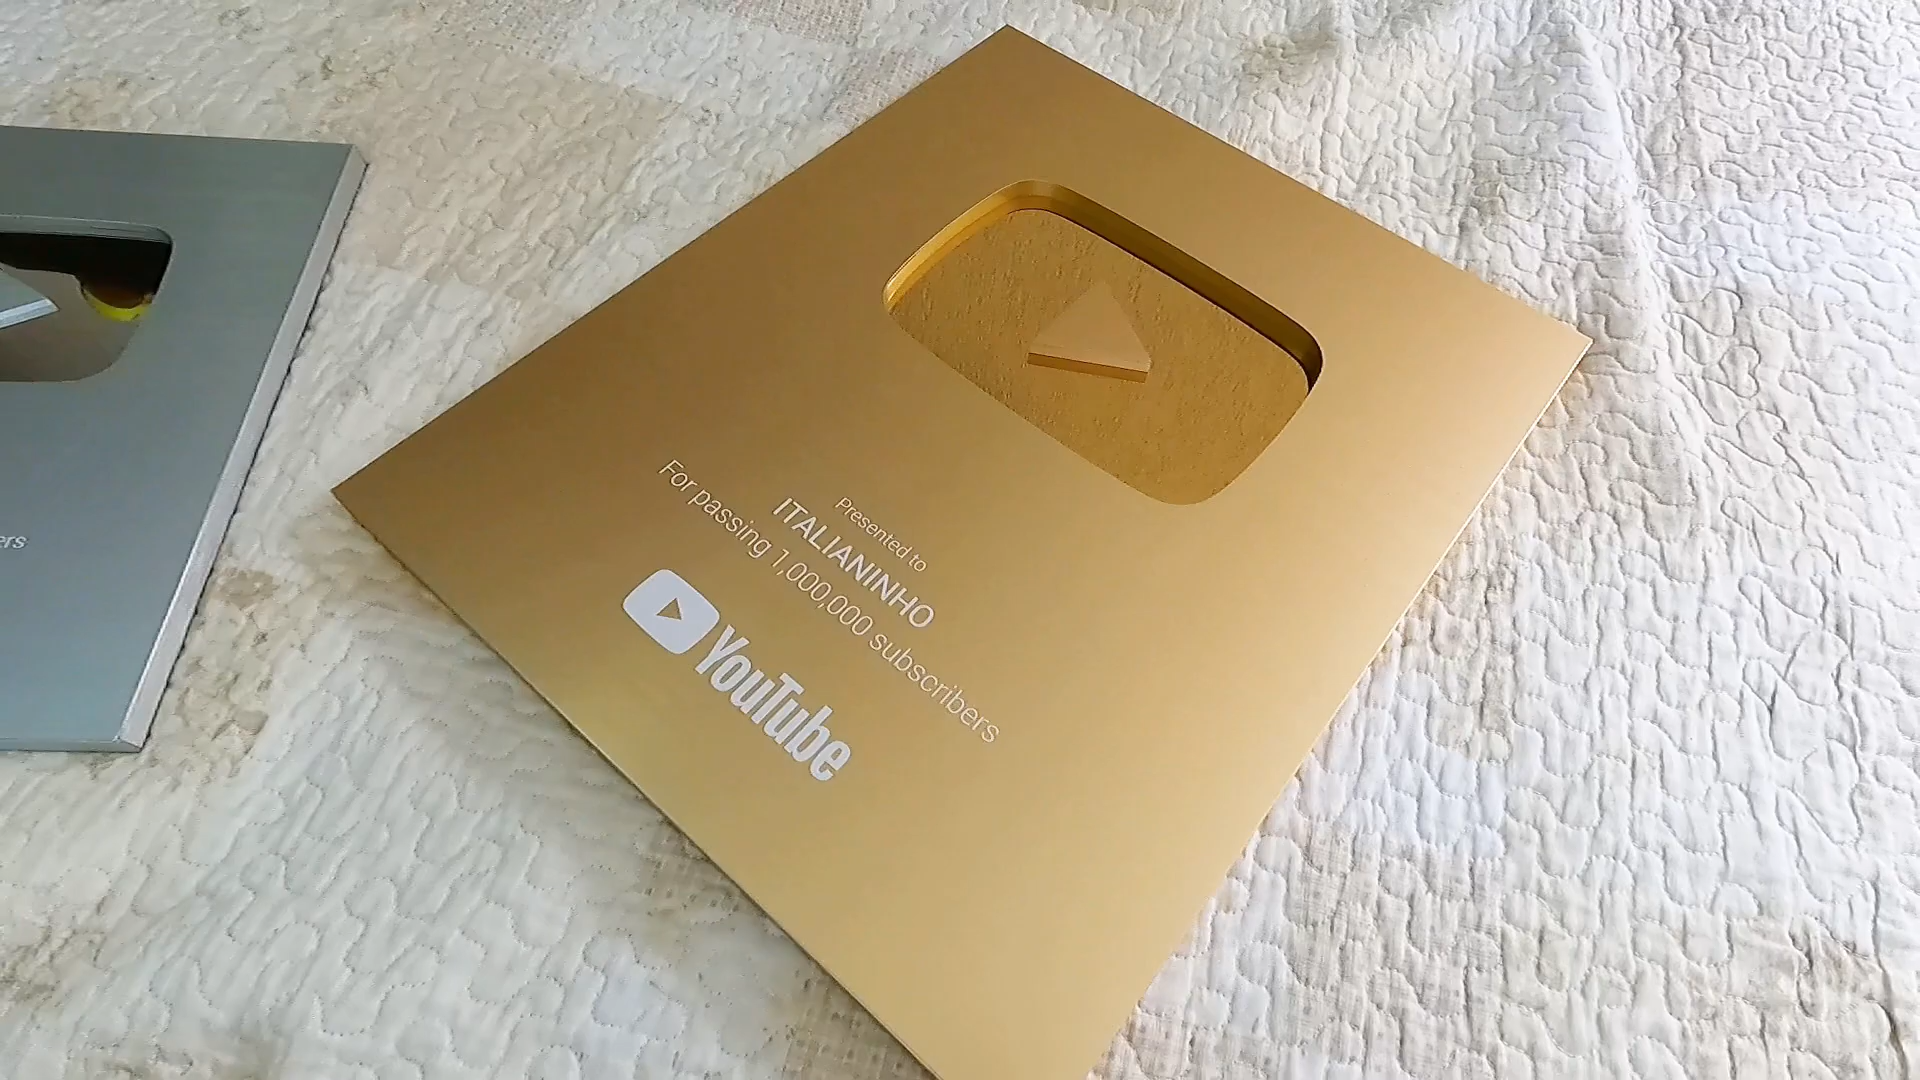 Presented to
ITALIANINHO
For passing 1,000,000 subscribers
YouTube